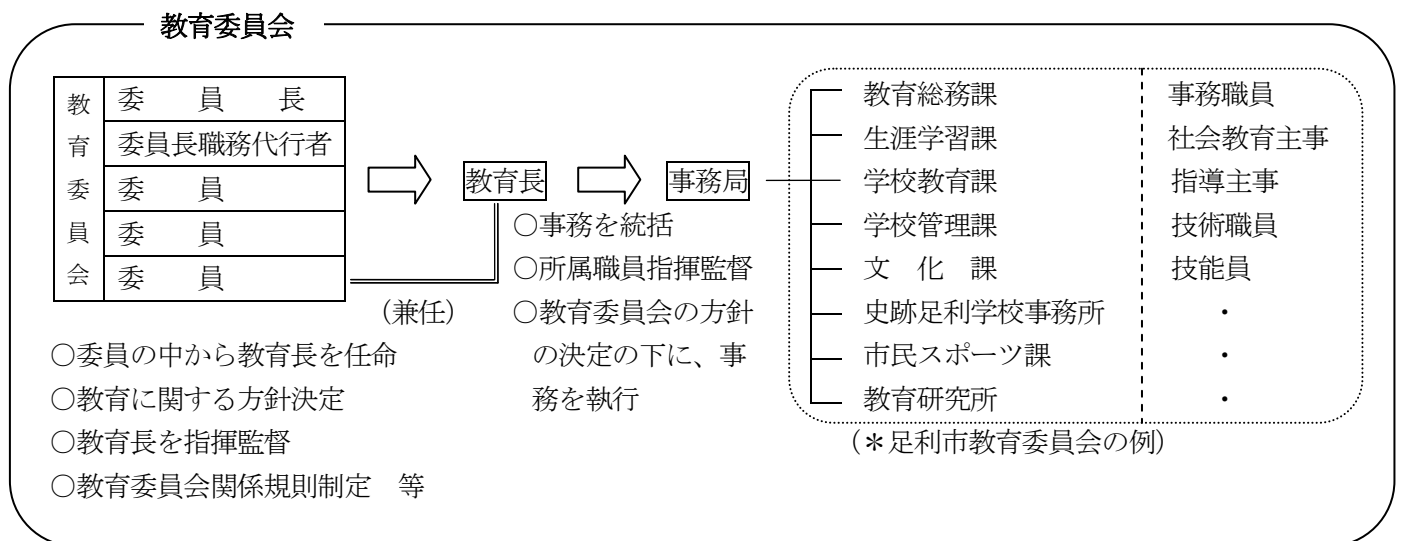 教育委員会
教育委員会
委　員　長
委員長職務代行者
委　員
委　員
委　員
（兼任）
○委員の中から教育長を任命
○教育に関する方針決定
○教育長を指揮監督
○教育委員会関係規則制定　等
教育長
○事務を統括
○所属職員指揮監督
○教育委員会の方針
の決定の下に、事
務を執行
事務局
教育総務課
生涯学習課
学校教育課
学校管理課
文　化　課
史跡足利学校事務所
市民スポーツ課
教育研究所
事務職員
社会教育主事
指導主事
技術職員
技能員
・
・
・
（＊足利市教育委員会の例）